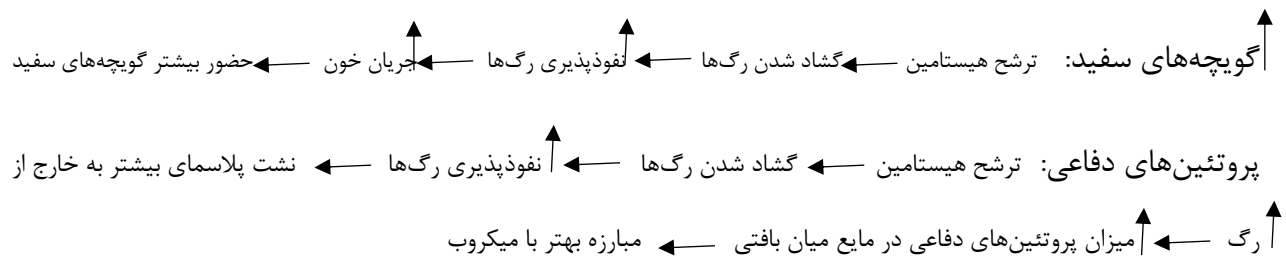 ↑گویچه‌های سفید: ترشح هیستامین ← گشاد شدن رگ‌ها ← ↑نفوذپذیری رگ‌ها ← ↑جریان خون ← حضور بیشتر گویچه‌های سفید
پروتئین‌های دفاعی: ترشح هیستامین ← گشاد شدن رگ‌ها ← ↑نفوذپذیری رگ‌ها ← نشت پلاسمای بیشتر به خارج از
↑رگ ← ↑میزان پروتئین‌های دفاعی در مایع میان بافتی ← مبارزه بهتر با میکروب